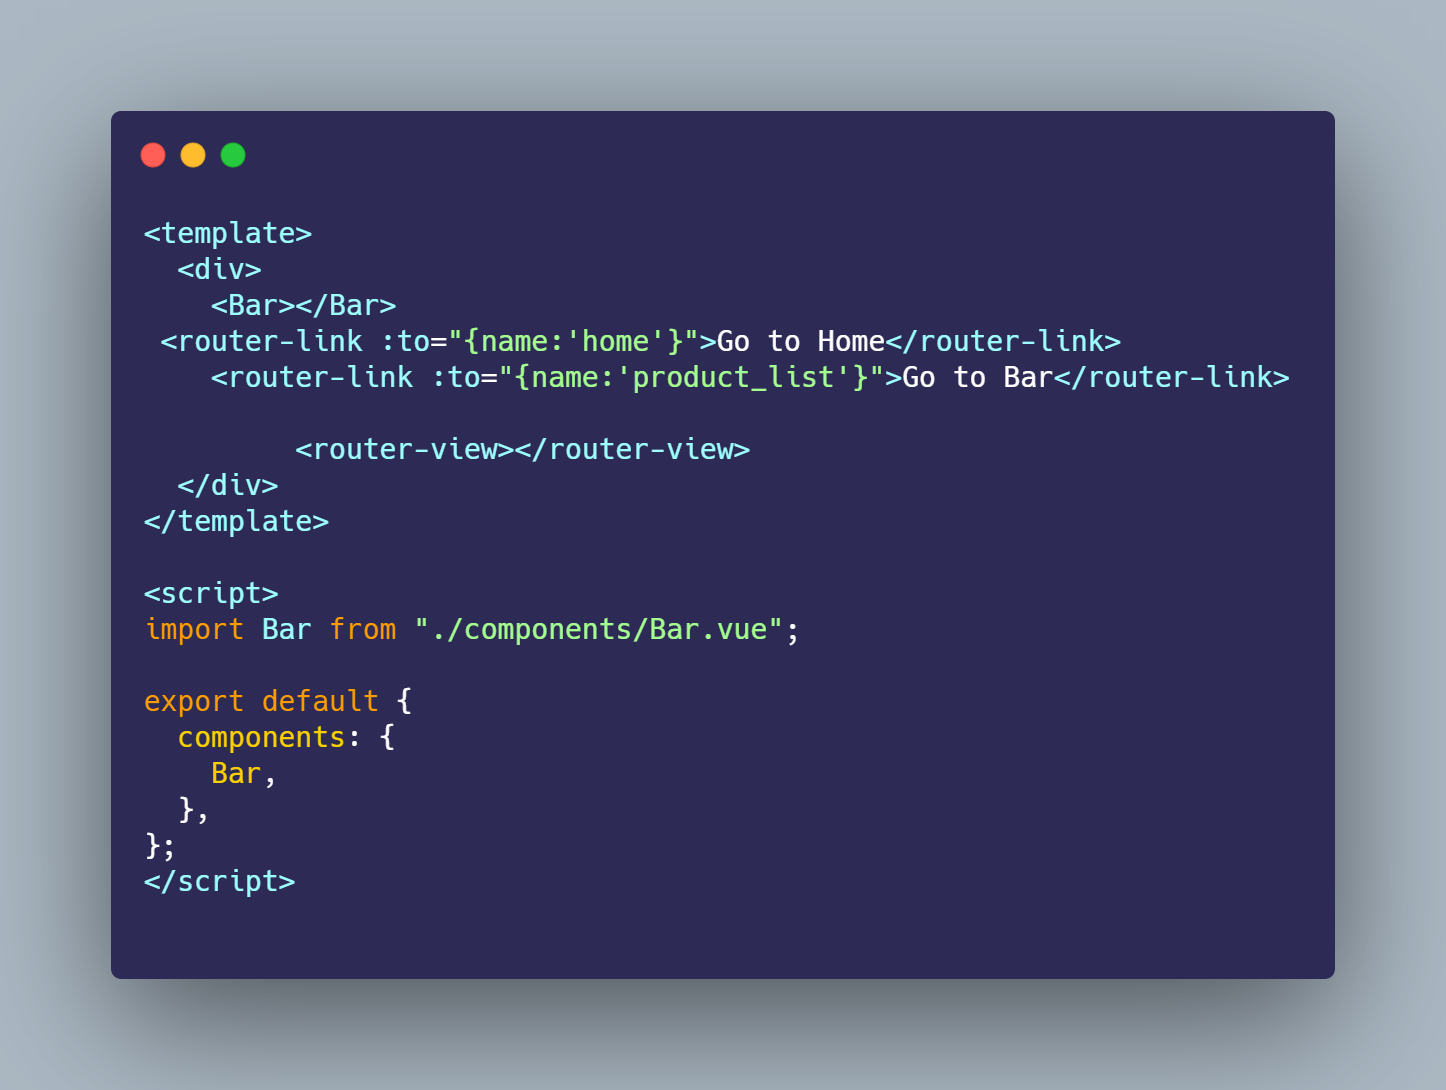 <template>
  <div>
    <Bar></Bar>
 <router-link :to="{name:'home'}">Go to Home</router-link>
    <router-link :to="{name:'product_list'}">Go to Bar</router-link>

         <router-view></router-view>
  </div>
</template>

<script>
import Bar from "./components/Bar.vue";

export default {
  components: {
    Bar,
  },
};
</script>